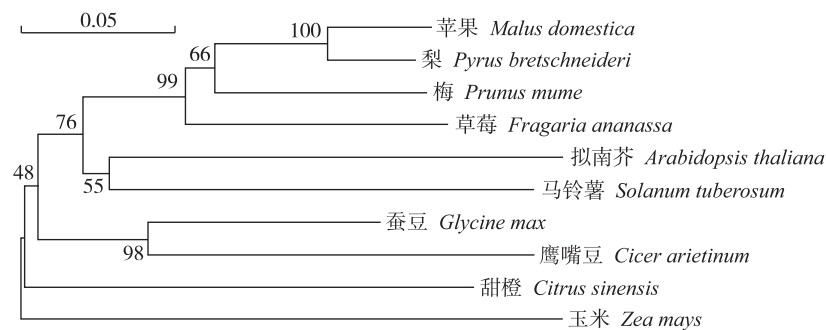 0.05
100
苹果 Malus domestica
66
梨 Pyrus bretschneideri
99
梅 Prunus mume
76
草莓 Fragaria ananassa
拟南芥 Arabidopsis thaliana
48
55
马铃薯 Solanum tuberosum
蚕豆 Glycine max
98
鹰嘴豆 Cicer arietinum
甜橙 Citrus sinensis
玉米 Zea mays